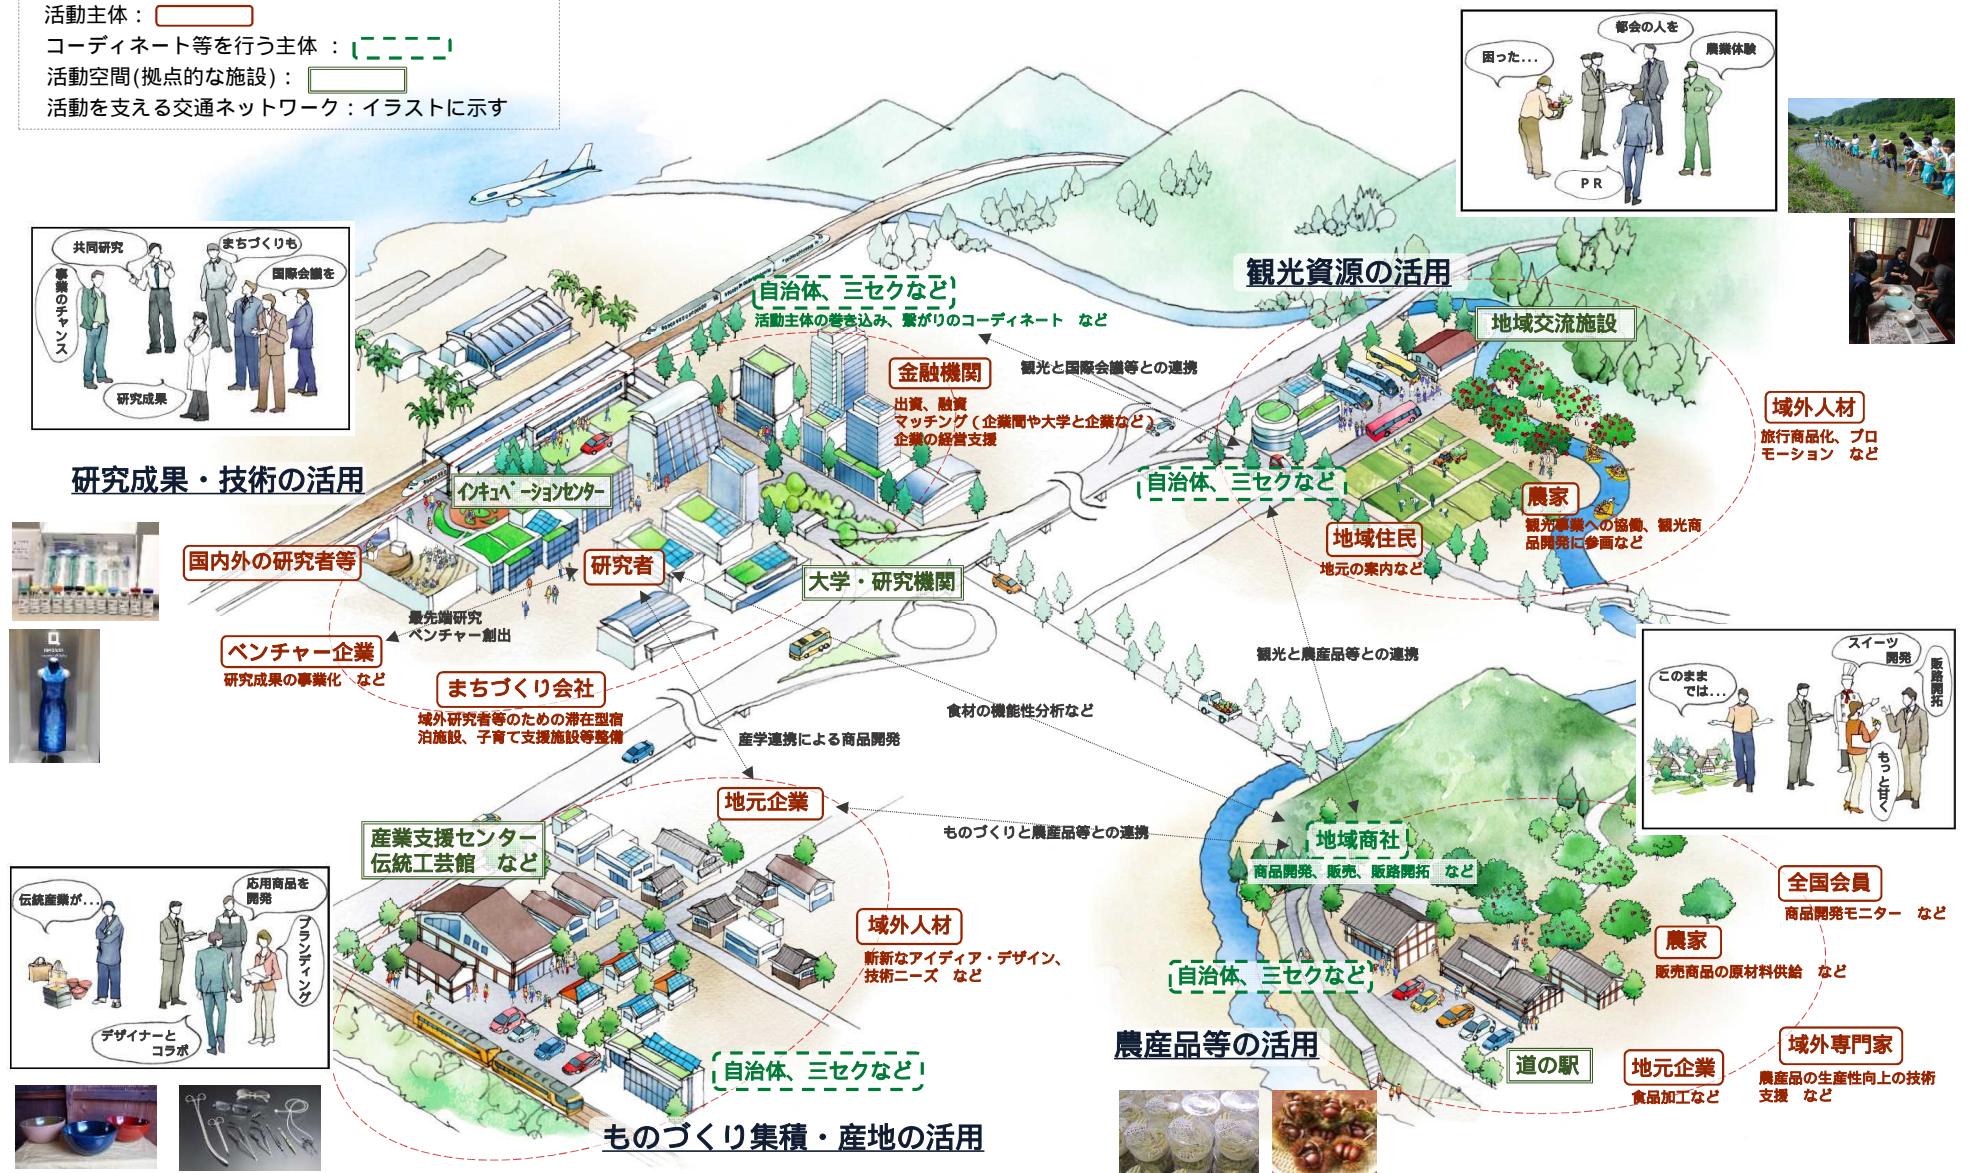 活動主体：
コーディネート等を行う主体 ：
活動空間(拠点的な施設)：
活動を支える交通ネットワーク：イラストに示す
困った…
都会の人を
農業体験
ＰＲ
共同研究
まちづくりも
国際会議を
事業のチャンス
研究成果
研究成果・技術の活用
自治体、三セクなど
活動主体の巻き込み、繋がりのコーディネート　など
金融機関
出資、融資
マッチング（企業間や大学と企業など）
企業の経営支援
観光と国際会議等との連携
観光資源の活用
地域交流施設
域外人材
旅行商品化、プロ
モーション　など
自治体、三セクなど
農家
観光事業への協働、観光商
品開発に参画など
地域住民
地元の案内など
インキュベーションセンター
国内外の研究者等
研究者
大学・研究機関
最先端研究
ベンチャー創出
ベンチャー企業
研究成果の事業化　など
まちづくり会社
域外研究者等のための滞在型宿
泊施設、子育て支援施設等整備
産学連携による商品開発
食材の機能性分析など
観光と農産品等との連携
ものづくりと農産品等との連携
このまま
では…
スイーツ
開発
販路開拓
もっと甘く
地元企業
産業支援センター
伝統工芸館　など
伝統産業が…
応用商品を
開発
ブランディング
デザイナーと
コラボ
域外人材
斬新なアイディア・デザイン、
技術ニーズ　など
自治体、三セクなど
ものづくり集積・産地の活用
地域商社
商品開発、販売、販路開拓　など
全国会員
商品開発モニター　など
農家
販売商品の原材料供給　など
自治体、三セクなど
農産品等の活用
道の駅
地元企業
食品加工など
域外専門家
農産品の生産性向上の技術
支援　など